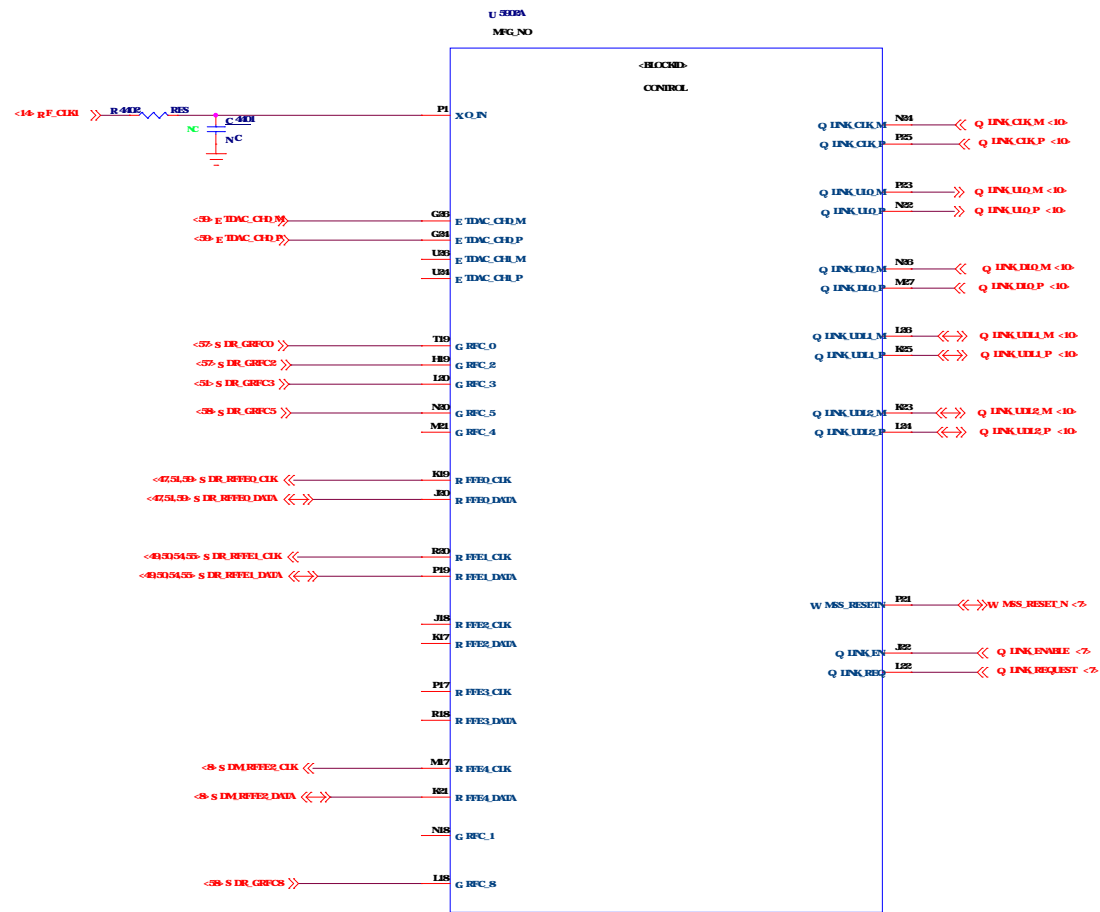 U 5902A
MFG_NO
<BLOCKID>
CONTROL
<14> RF_CLK1 R4402 RES P1 XO_IN
C4401
NC
NC
N24 QLINK_CLK_M QLINK_CLK_M <10>
P25 QLINK_CLK_P QLINK_CLK_P <10>
P23 QLINK_UL0_M QLINK_UL0_M <10>
N22 QLINK_UL0_P QLINK_UL0_P <10>
<59> ETDAC_CH0_M G26 ETDAC_CH0_M
<59> ETDAC_CH0_P G24 ETDAC_CH0_P
U26 ETDAC_CH1_M
U24 ETDAC_CH1_P
N26 QLINK_DL0_M QLINK_DL0_M <10>
M27 QLINK_DL0_P QLINK_DL0_P <10>
L26 QLINK_UDL1_M QLINK_UDL1_M <10>
K25 QLINK_UDL1_P QLINK_UDL1_P <10>
<57> SDR_GRFC0 T19 GRFC_0
<57> SDR_GRFC2 H19 GRFC_2
<51> SDR_GRFC3 L20 GRFC_3
<58> SDR_GRFC5 N20 GRFC_5
M21 GRFC_4
K23 QLINK_UDL2_M QLINK_UDL2_M <10>
L24 QLINK_UDL2_P QLINK_UDL2_P <10>
<47,51,59> SDR_RFFE0_CLK K19 RFFE0_CLK
<47,51,59> SDR_RFFE0_DATA J20 RFFE0_DATA
<49,50,54,55> SDR_RFFE1_CLK R20 RFFE1_CLK
<49,50,54,55> SDR_RFFE1_DATA P19 RFFE1_DATA
J18 RFFE2_CLK
K17 RFFE2_DATA
P21 WMSS_RESETN WMSS_RESET_N <7>
J22 QLINK_EN QLINK_ENABLE <7>
L22 QLINK_REQ QLINK_REQUEST <7>
P17 RFFE3_CLK
R18 RFFE3_DATA
<8> SDM_RFFE2_CLK M17 RFFE4_CLK
<8> SDM_RFFE2_DATA K21 RFFE4_DATA
N18 GRFC_1
<58> SDR_GRFC8 L18 GRFC_8